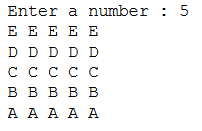 Enter a number : 5
E E E E E
D D D D D
C C C C C
B B B B B
A A A A A